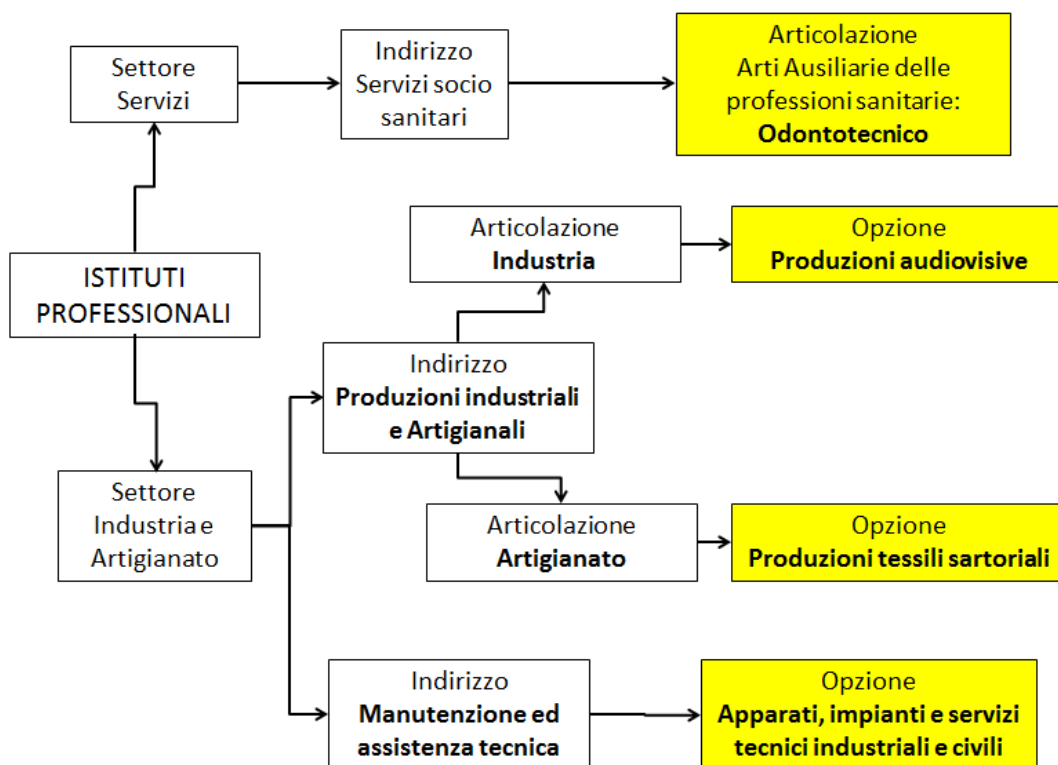 Settore
Servizi
Indirizzo
Servizi socio
sanitari
Articolazione
Arti Ausiliarie delle
professioni sanitarie:
Odontotecnico
ISTITUTI
PROFESSIONALI
Articolazione
Industria
Opzione
Produzioni audiovisive
Indirizzo
Produzioni industriali
e Artigianali
Settore
Industria e
Artigianato
Articolazione
Artigianato
Opzione
Produzioni tessili sartoriali
Indirizzo
Manutenzione ed
assistenza tecnica
Opzione
Apparati, impianti e servizi
tecnici industriali e civili